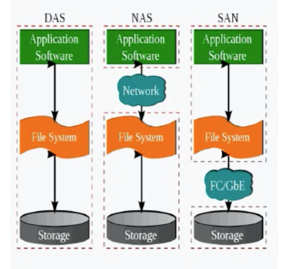 DAS
NAS
SAN
Application
Software
Application
Software
Application
Software
Network
File System
File System
File System
FC/GbE
Storage
Storage
Storage